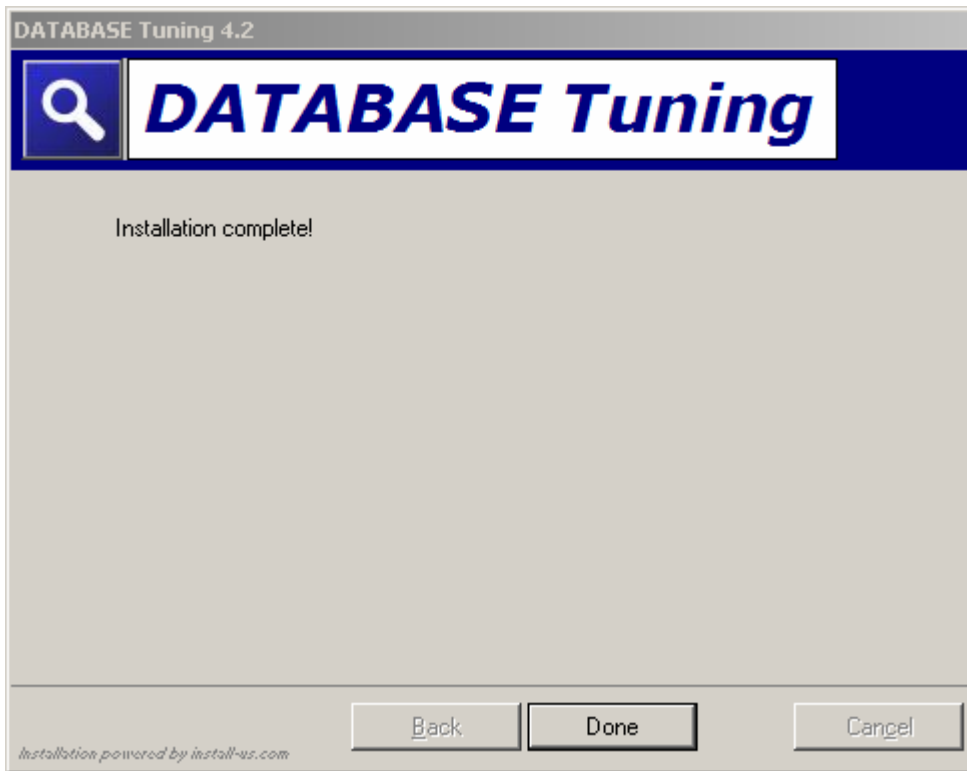 DATABASE Tuning 4.2
DATABASE Tuning
Installation complete!
Back
Done
Cancel
Installation powered by install-us.com